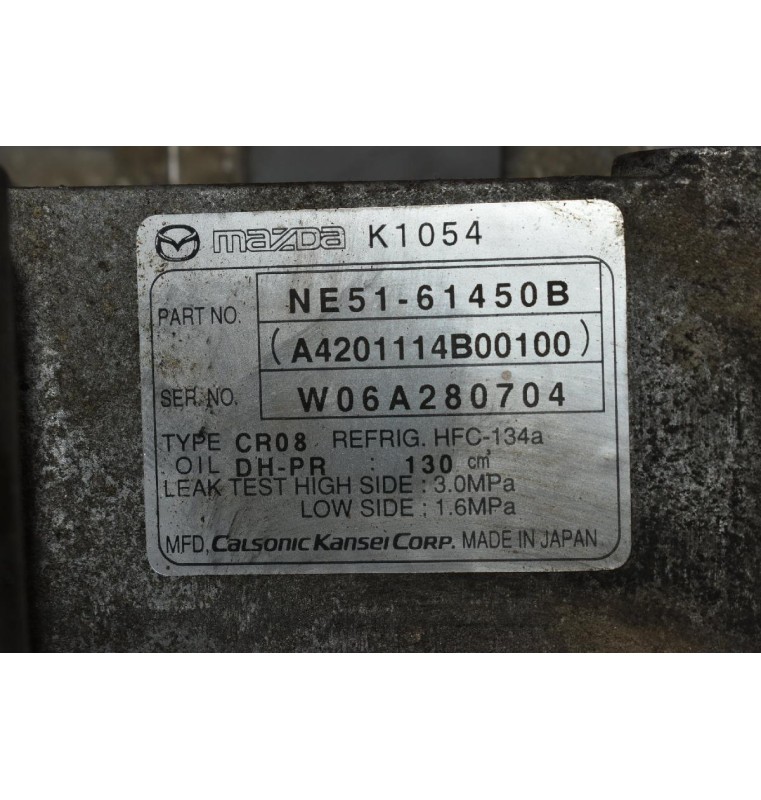 mazda K1054
PART NO. NE51-61450B
(A4201114B00100)
SER. NO. W06A280704
TYPE CR08 REFRIG. HFC-134a
OIL DH-PR : 130 cm³
LEAK TEST HIGH SIDE : 3.0MPa
LOW SIDE : 1.6MPa
MFD. CALSONIC KANSEI CORP. MADE IN JAPAN